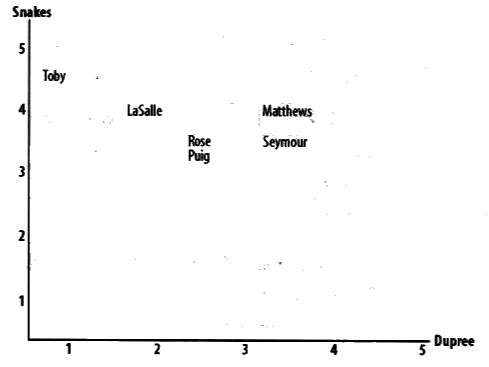 Snakes
5
Toby
4
LaSalle
Matthews
Rose
Seymour
Puig
3
2
1
1 2 3 4 5
Dupree